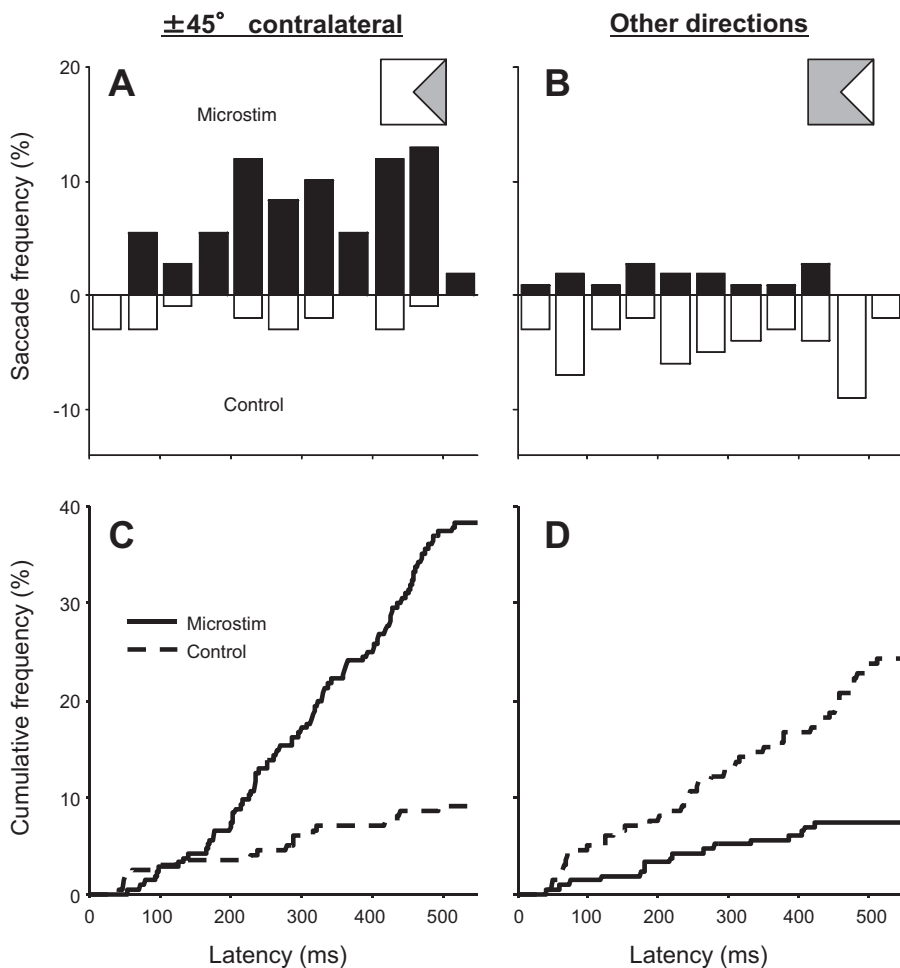 ±45° contralateral
Other directions
A
B
Microstim
Control
Saccade frequency (%)
20
10
0
-10
C
D
Microstim
Control
Cumulative frequency (%)
40
30
20
10
0
0 100 200 300 400 500
0 100 200 300 400 500
Latency (ms)
Latency (ms)